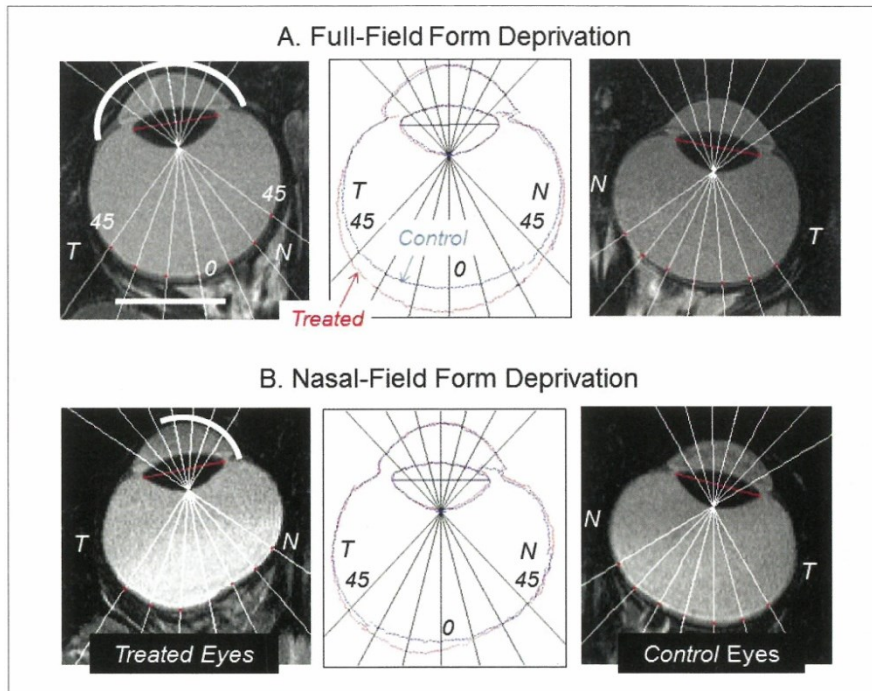 A. Full-Field Form Deprivation
45
T
0
45
N
T
45
Control
Treated
0
N
45
N
T
B. Nasal-Field Form Deprivation
T
N
Treated Eyes
T
45
0
N
45
N
T
Control Eyes